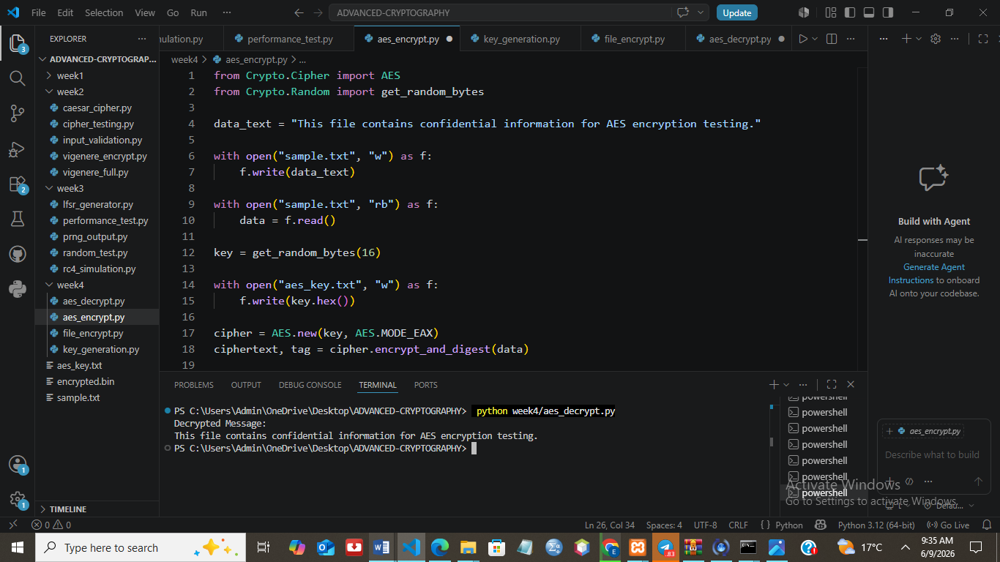 File Edit Selection View Go Run ···
ADVANCED-CRYPTOGRAPHY
Update
EXPLORER ···
ulation.py
performance_test.py
aes_encrypt.py
key_generation.py
file_encrypt.py
aes_decrypt.py
ADVANCED-CRYPTOGRAP...
week1
week2
caesar_cipher.py
cipher_testing.py
input_validation.py
vigenere_encrypt.py
vigenere_full.py
week3
lfsr_generator.py
performance_test.py
prng_output.py
random_test.py
rc4_simulation.py
week4
aes_decrypt.py
aes_encrypt.py
file_encrypt.py
key_generation.py
aes_key.txt
encrypted.bin
sample.txt
TIMELINE
week4 > aes_encrypt.py > ...
1 from Crypto.Cipher import AES
2 from Crypto.Random import get_random_bytes
3
4 data_text = "This file contains confidential information for AES encryption testing."
5
6 with open("sample.txt", "w") as f:
7     f.write(data_text)
8
9 with open("sample.txt", "rb") as f:
10     data = f.read()
11
12 key = get_random_bytes(16)
13
14 with open("aes_key.txt", "w") as f:
15     f.write(key.hex())
16
17 cipher = AES.new(key, AES.MODE_EAX)
18 ciphertext, tag = cipher.encrypt_and_digest(data)
19
PROBLEMS OUTPUT DEBUG CONSOLE TERMINAL PORTS
PS C:\Users\Admin\OneDrive\Desktop\ADVANCED-CRYPTOGRAPHY> python week4/aes_decrypt.py
Decrypted Message:
This file contains confidential information for AES encryption testing.
PS C:\Users\Admin\OneDrive\Desktop\ADVANCED-CRYPTOGRAPHY>
powershell
powershell
powershell
powershell
powershell
powershell
powershell
Build with Agent
AI responses may be
inaccurate
Generate Agent
Instructions to onboard
AI onto your codebase.
aes_encrypt.py
Describe what to build
Activate Windows
Go to Settings to activate Windows.
Defau...
3
2
1
1
0 0
Ln 26, Col 34 Spaces: 4 UTF-8 CRLF { } Python Python 3.12 (64-bit) Go Live
Type here to search
83
17°C
9:35 AM
6/9/2026